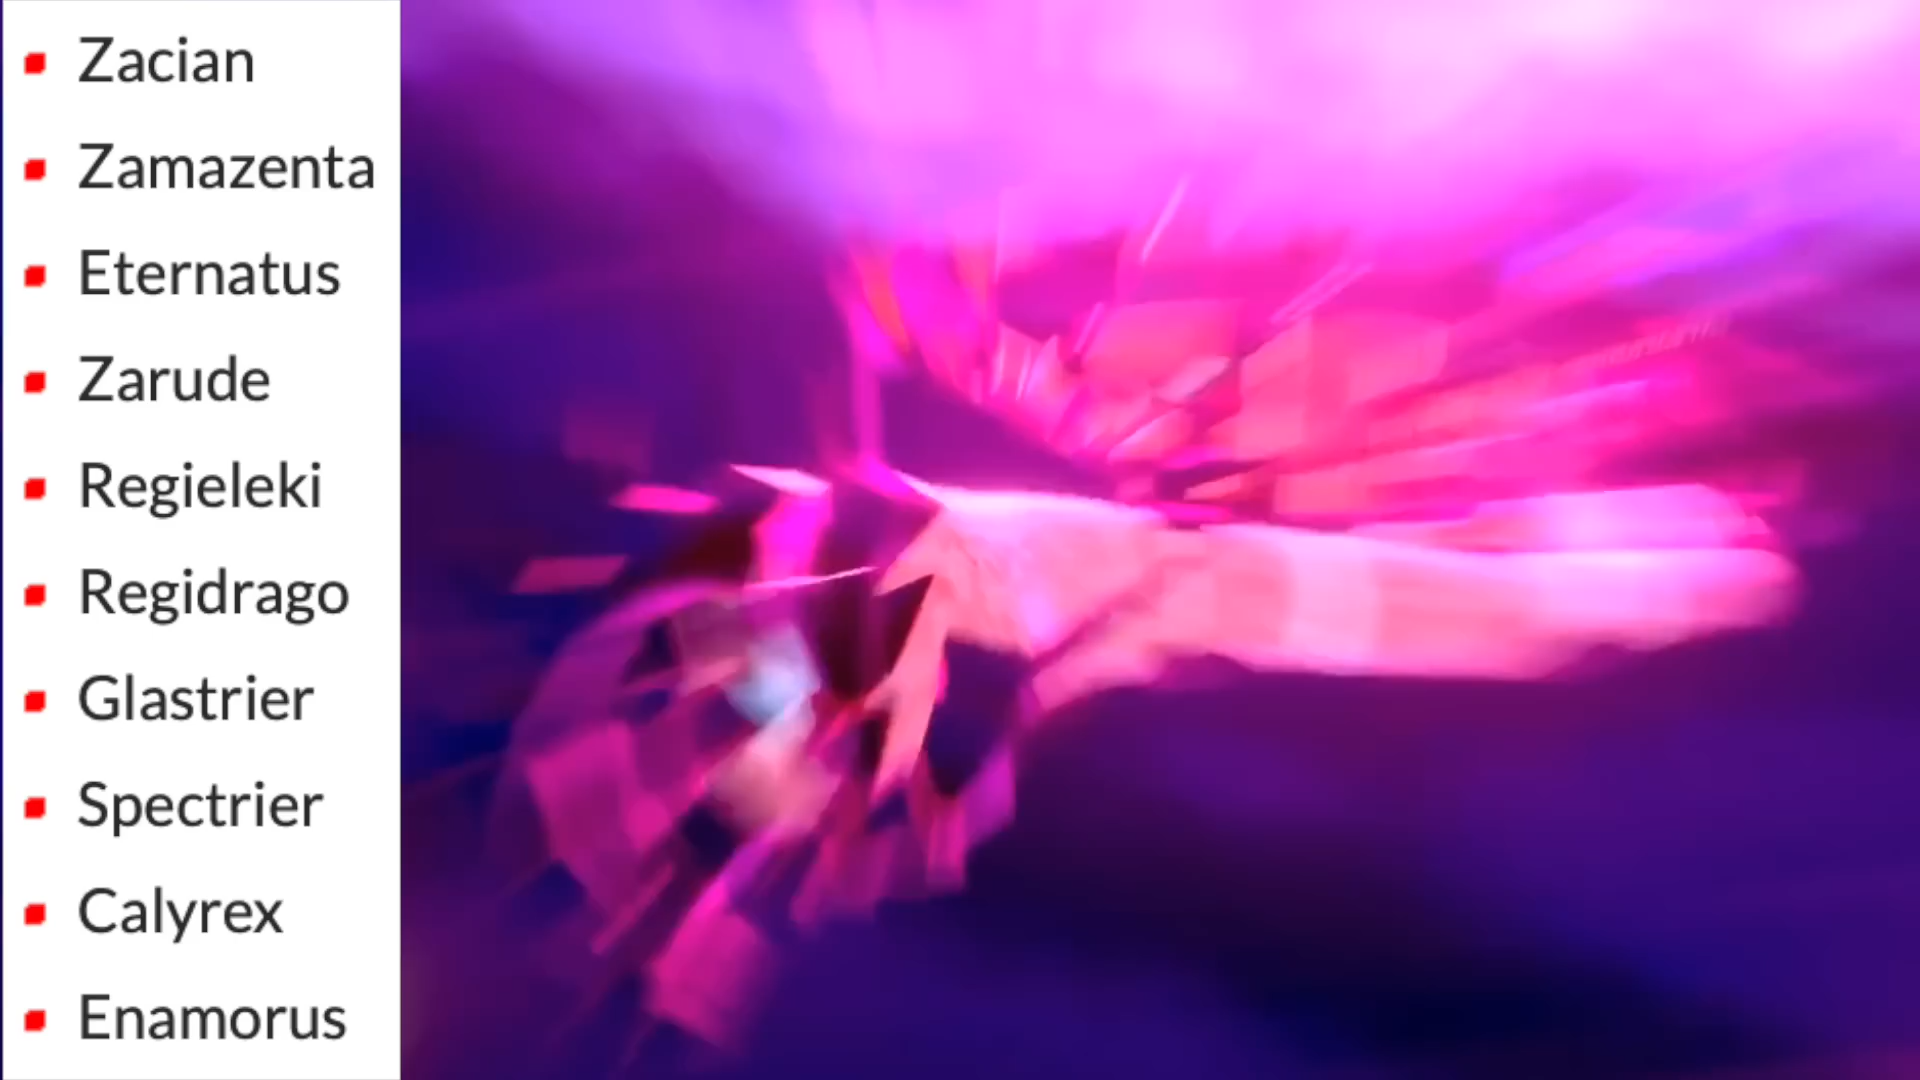 Zacian
Zamazenta
Eternatus
Zarude
Regieleki
Regidrago
Glastrier
Spectrier
Calyrex
Enamorus